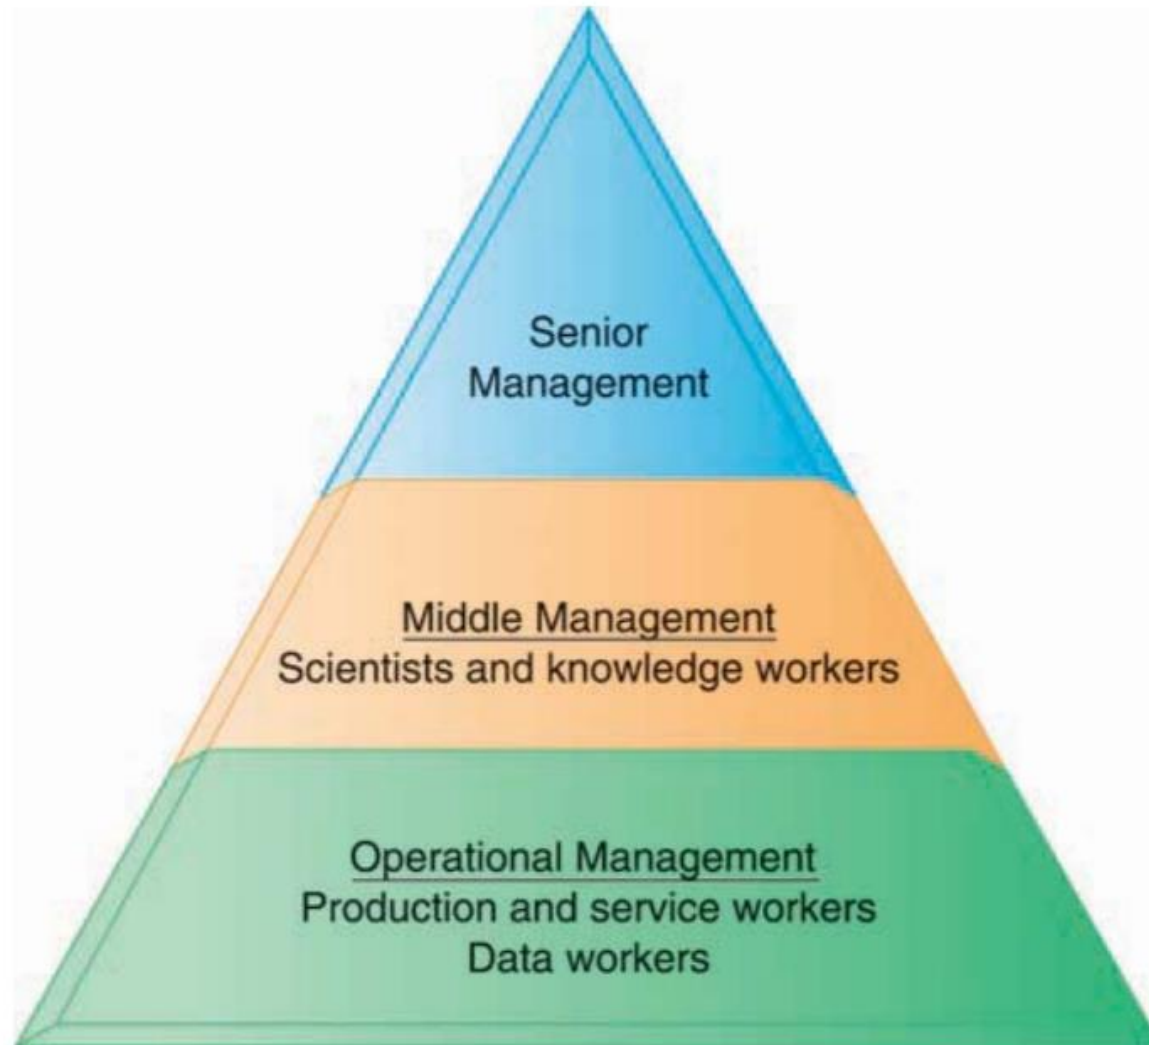 Senior
Management
Middle Management
Scientists and knowledge workers
Operational Management
Production and service workers
Data workers